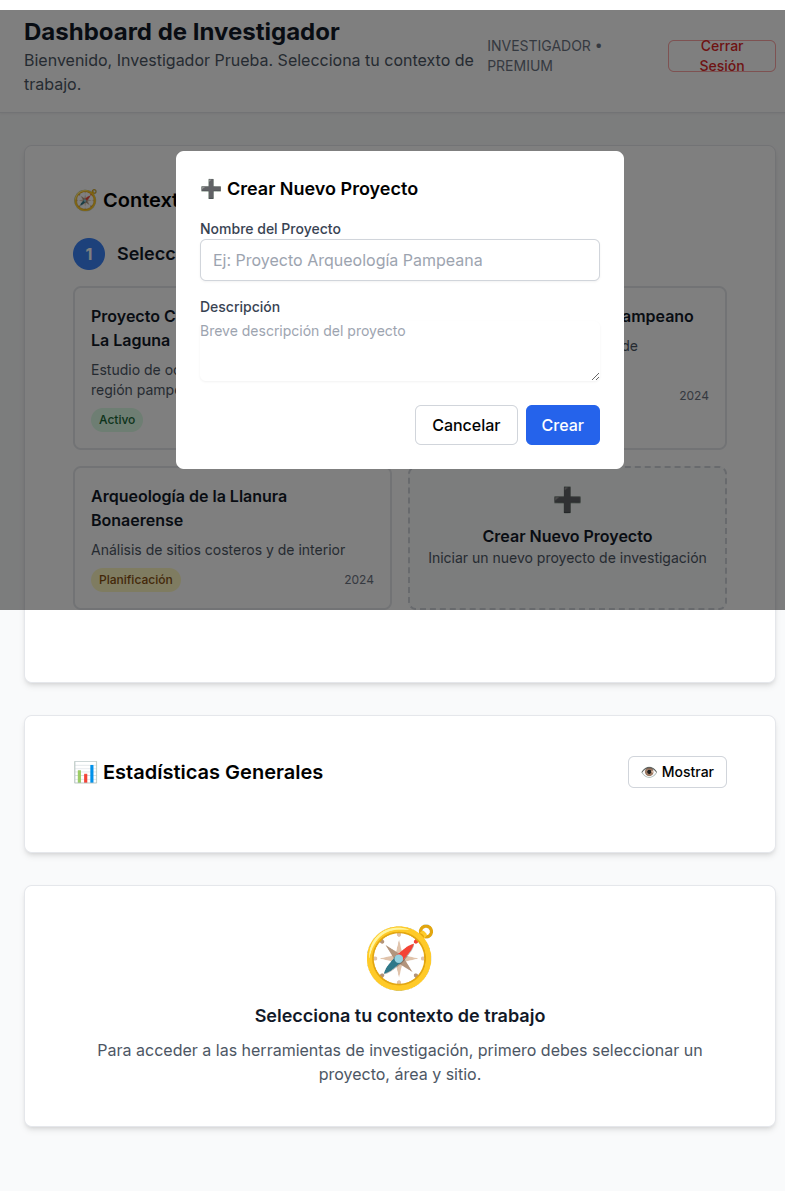 Dashboard de Investigador
Bienvenido, Investigador Prueba. Selecciona tu contexto de
trabajo.
INVESTIGADOR •
PREMIUM
Cerrar
Sesión
🧭 Context
➕ Crear Nuevo Proyecto
Nombre del Proyecto
Ej: Proyecto Arqueología Pampeana
Descripción
Breve descripción del proyecto
Cancelar
Crear
1
Selecc
Proyecto C
La Laguna
Estudio de
región pamp
Activo
ampeano
de
2024
Arqueología de la Llanura
Bonaerense
Análisis de sitios costeros y de interior
Planificación
2024
➕
Crear Nuevo Proyecto
Iniciar un nuevo proyecto de investigación
📊 Estadísticas Generales
👁️ Mostrar
Selecciona tu contexto de trabajo
Para acceder a las herramientas de investigación, primero debes seleccionar un
proyecto, área y sitio.